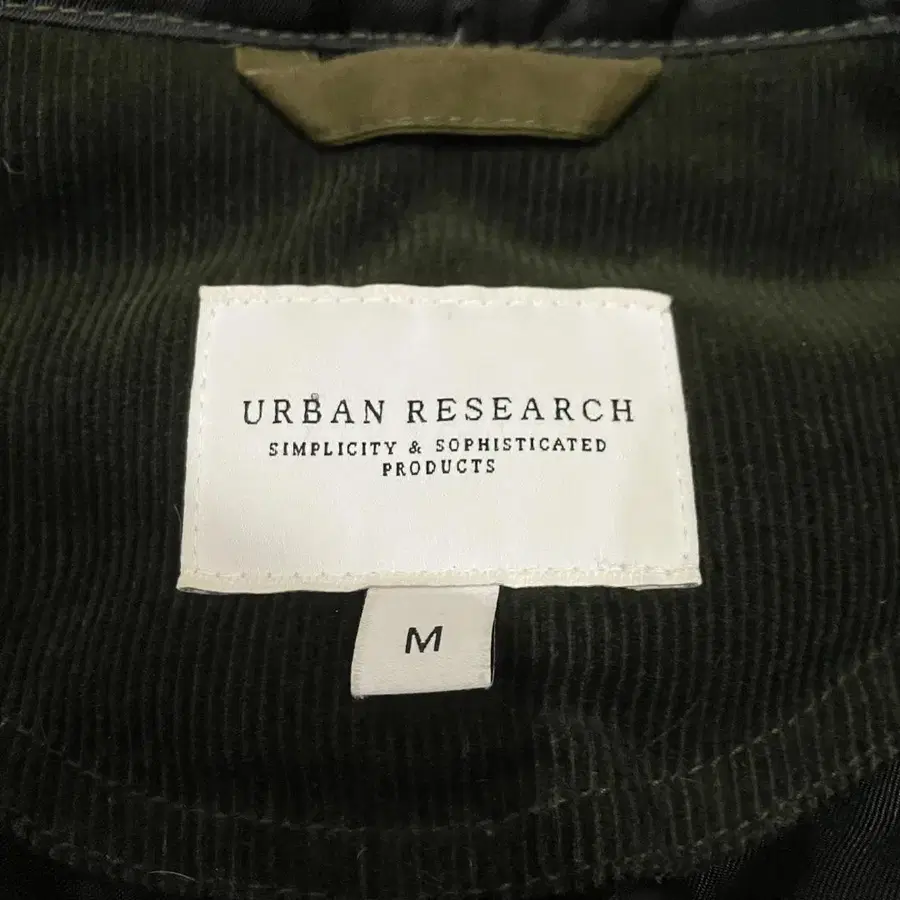 URBAN RESEARCH
SIMPLICITY & SOPHISTICATED
PRODUCTS
M